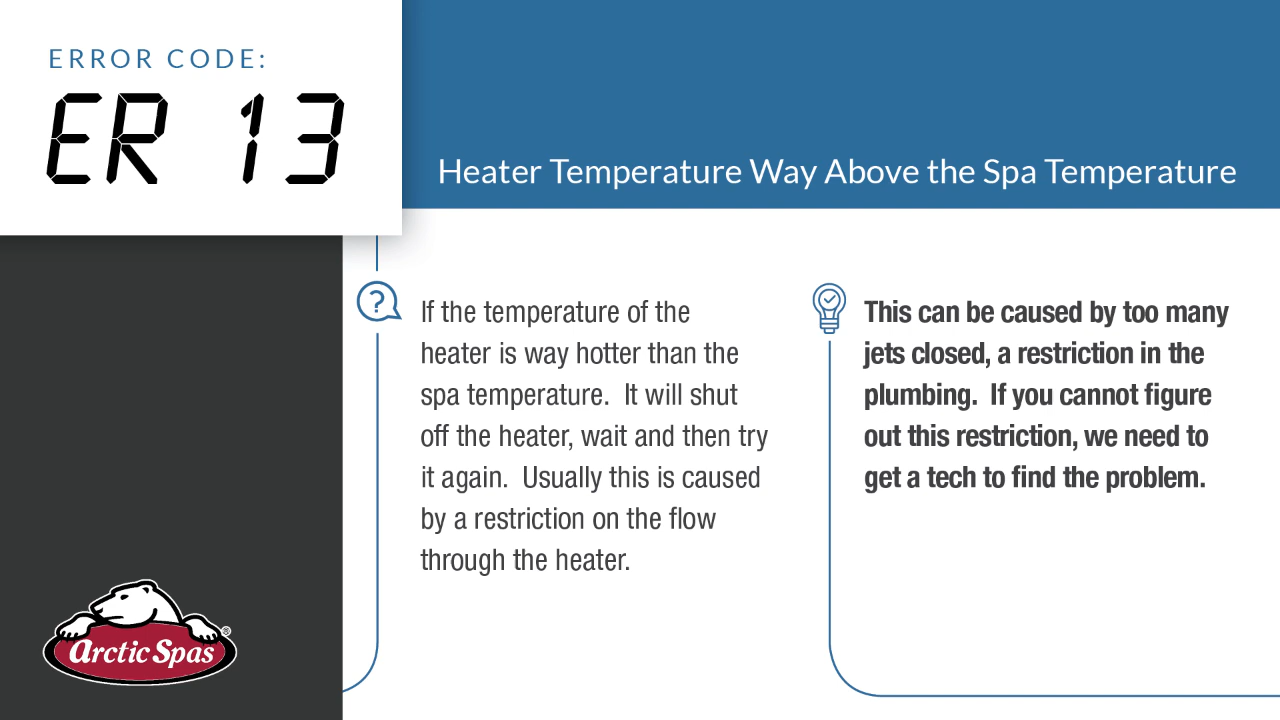 ERROR CODE:
ER 13
Heater Temperature Way Above the Spa Temperature
?
If the temperature of the
heater is way hotter than the
spa temperature.  It will shut
off the heater, wait and then try
it again.  Usually this is caused
by a restriction on the flow
through the heater.
This can be caused by too many
jets closed, a restriction in the
plumbing.  If you cannot figure
out this restriction, we need to
get a tech to find the problem.
Arctic Spas®